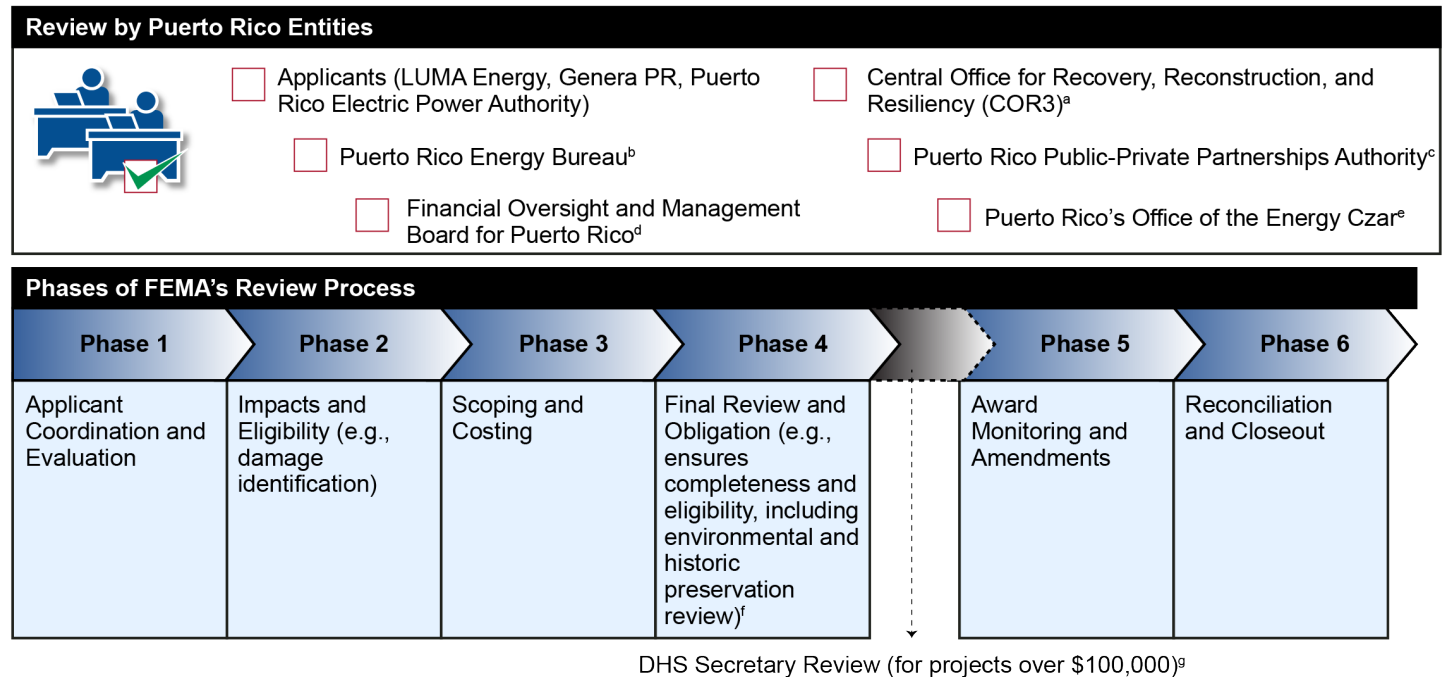 Review by Puerto Rico Entities
Applicants (LUMA Energy, Genera PR, Puerto
Rico Electric Power Authority)
Central Office for Recovery, Reconstruction, and
Resiliency (COR3)ᵃ
Puerto Rico Energy Bureauᵇ
Puerto Rico Public-Private Partnerships Authorityᶜ
Financial Oversight and Management
Board for Puerto Ricoᵈ
Puerto Rico’s Office of the Energy Czarᵉ
Phases of FEMA’s Review Process
Phase 1
Phase 2
Phase 3
Phase 4
Phase 5
Phase 6
Applicant
Coordination and
Evaluation
Impacts and
Eligibility (e.g.,
damage
identification)
Scoping and
Costing
Final Review and
Obligation (e.g.,
ensures
completeness and
eligibility, including
environmental and
historic
preservation
review)ᶠ
Award
Monitoring and
Amendments
Reconciliation
and Closeout
DHS Secretary Review (for projects over $100,000)ᵍ